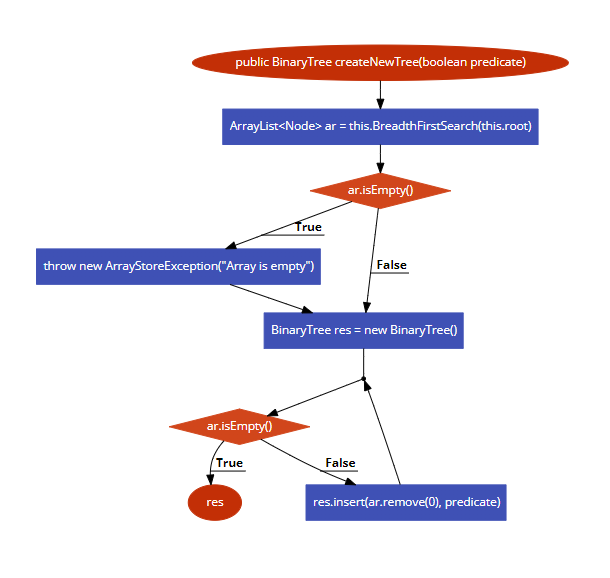 public BinaryTree createNewTree(boolean predicate)
ArrayList<Node> ar = this.BreadthFirstSearch(this.root)
ar.isEmpty()
True
False
throw new ArrayStoreException("Array is empty")
BinaryTree res = new BinaryTree()
ar.isEmpty()
True
False
res
res.insert(ar.remove(0), predicate)